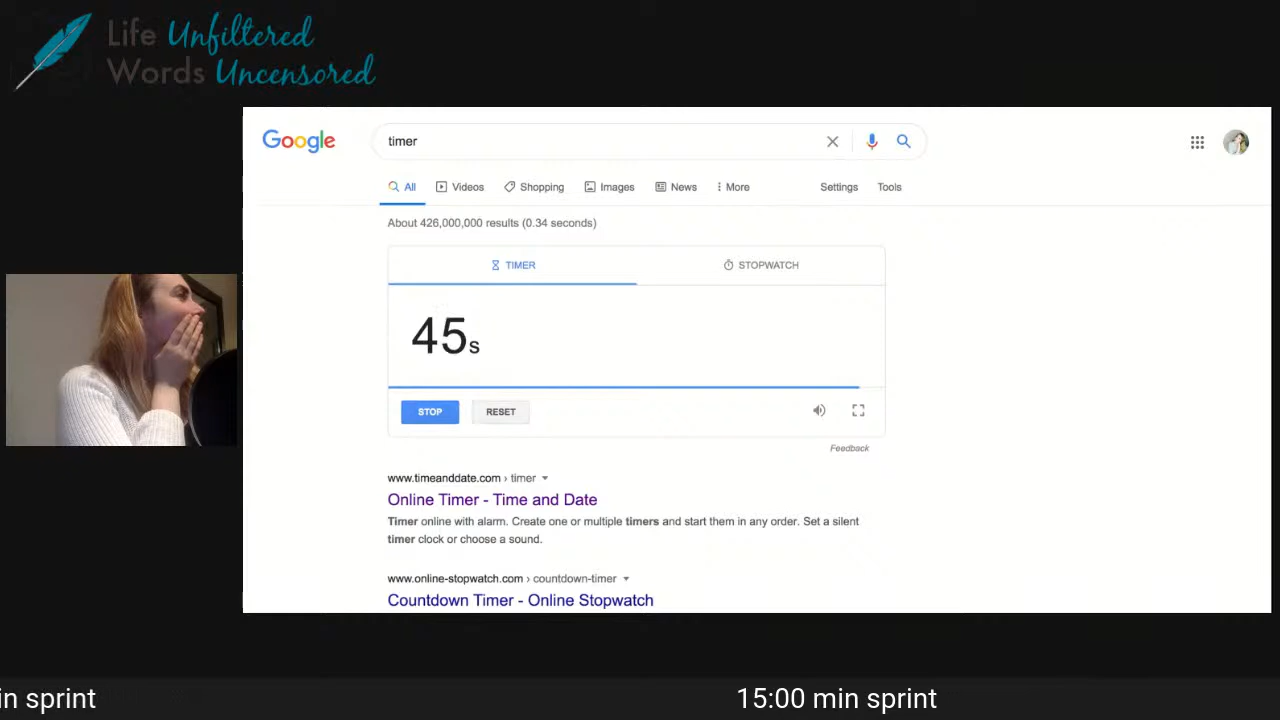 Life Unfiltered
Words Uncensored
Google
timer
All
Videos
Shopping
Images
News
More
Settings
Tools
About 426,000,000 results (0.34 seconds)
TIMER
STOPWATCH
45s
STOP
RESET
Feedback
www.timeanddate.com › timer
Online Timer - Time and Date
Timer online with alarm. Create one or multiple timers and start them in any order. Set a silent
timer clock or choose a sound.
www.online-stopwatch.com › countdown-timer
Countdown Timer - Online Stopwatch
in sprint
15:00 min sprint